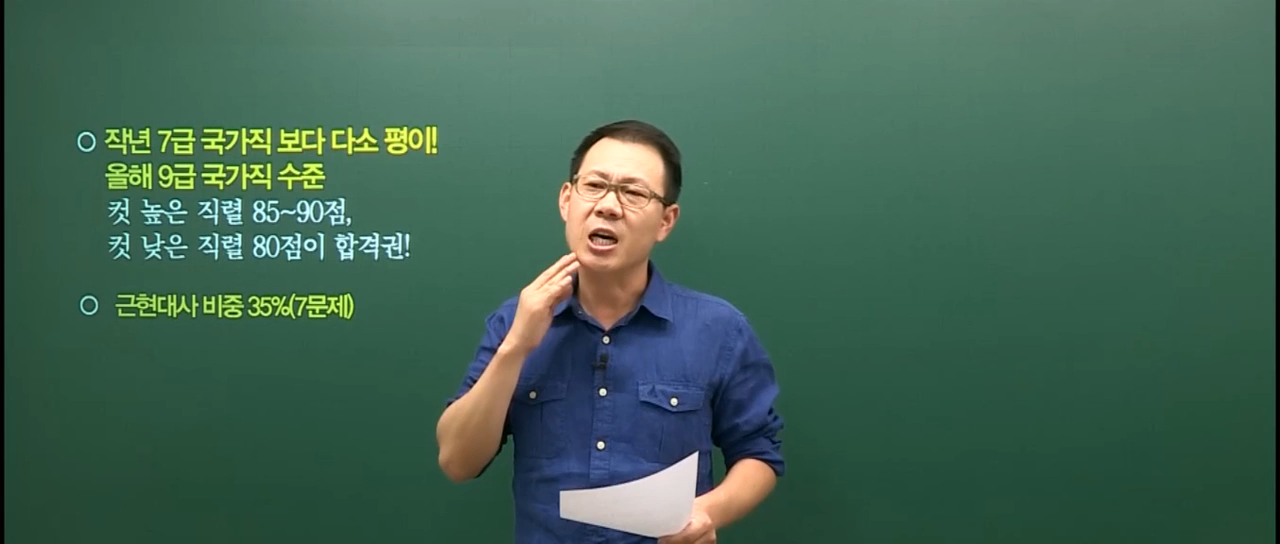 ○ 작년 7급 국가직 보다 다소 평이!
올해 9급 국가직 수준
컷 높은 직렬 85~90점,
컷 낮은 직렬 80점이 합격권!
○ 근현대사 비중 35%(7문제)